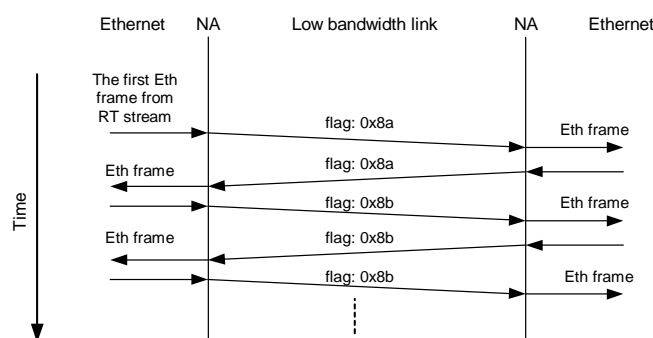 Ethernet NA Low bandwidth link NA Ethernet
The first Eth
frame from
RT stream
flag: 0x8a
Eth frame
flag: 0x8a
Eth frame
flag: 0x8b
Eth frame
flag: 0x8b
Eth frame
flag: 0x8b
Eth frame
Time